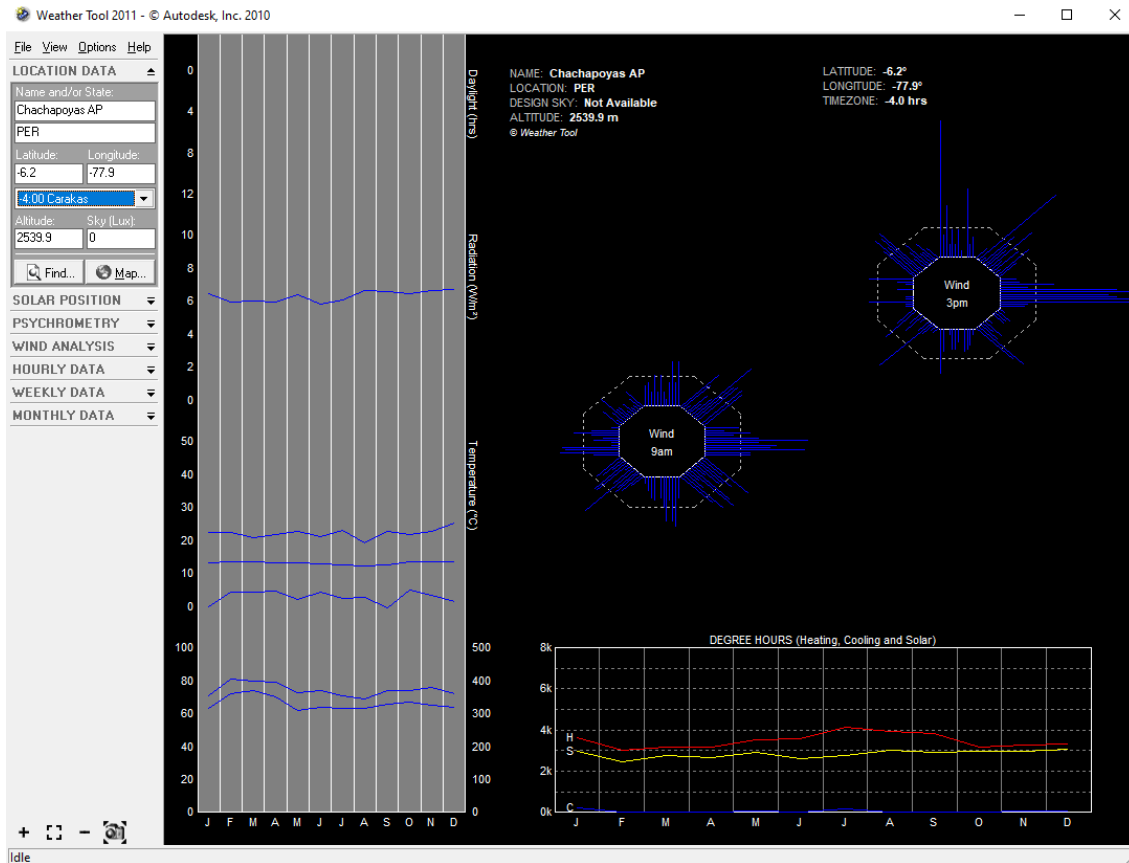 Weather Tool 2011 - © Autodesk, Inc. 2010
File View Options Help
LOCATION DATA
Name and/or State:
Chachapoyas AP
PER
Latitude: Longitude:
-6.2 -77.9
-4:00 Carakas
Altitude: Sky (Lux):
2539.9 0
Find... Map...
SOLAR POSITION
PSYCHROMETRY
WIND ANALYSIS
HOURLY DATA
WEEKLY DATA
MONTHLY DATA
Idle
0
4
8
12
Daylight (hrs)
10
8
6
4
2
0
Radiation (W/m²)
50
40
30
20
10
0
Temperature (°C)
100 500
80 400
60 300
40 200
20 100
0 0
J F M A M J J A S O N D
NAME: Chachapoyas AP
LOCATION: PER
DESIGN SKY: Not Available
ALTITUDE: 2539.9 m
© Weather Tool
LATITUDE: -6.2°
LONGITUDE: -77.9°
TIMEZONE: -4.0 hrs
Wind
3pm
Wind
9am
DEGREE HOURS (Heating, Cooling and Solar)
8k
6k
4k
2k
0k
H
S
C
J F M A M J J A S O N D